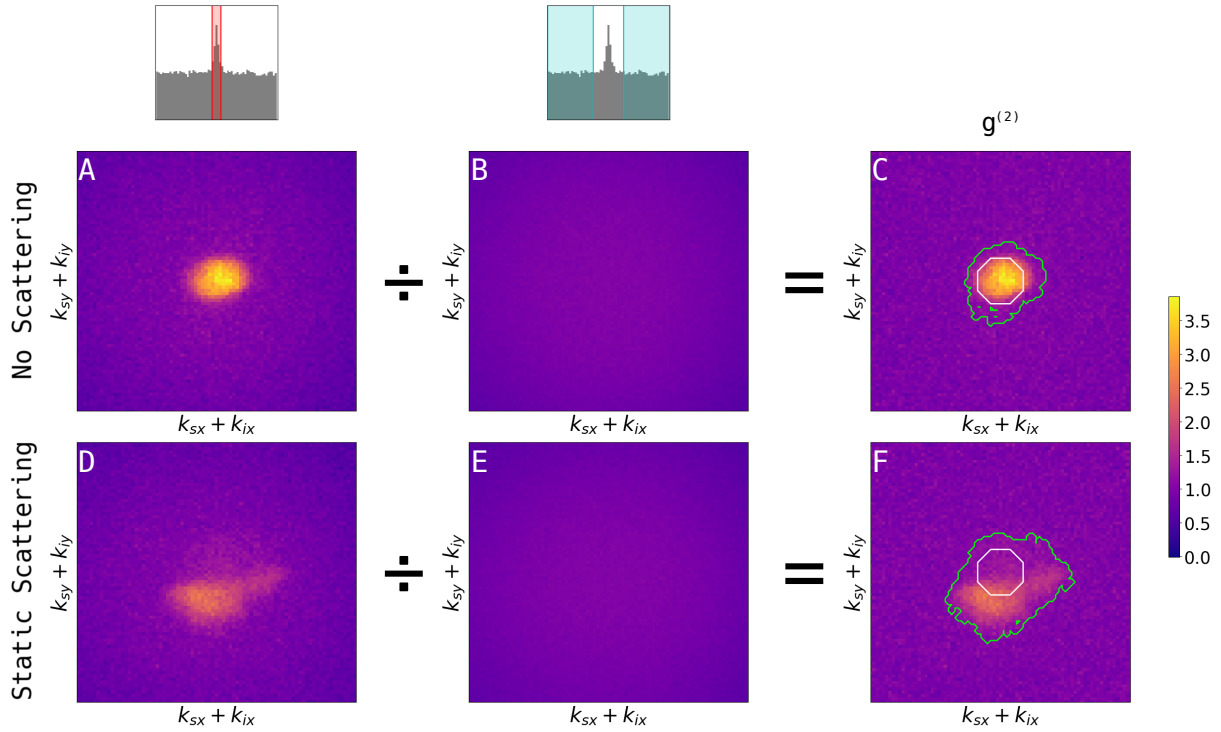 g⁽²⁾
No Scattering
A
B
C
k_sy + k_iy
÷
k_sy + k_iy
=
k_sy + k_iy
k_sx + k_ix
k_sx + k_ix
k_sx + k_ix
Static Scattering
D
E
F
k_sy + k_iy
÷
k_sy + k_iy
=
k_sy + k_iy
k_sx + k_ix
k_sx + k_ix
k_sx + k_ix
3.5
3.0
2.5
2.0
1.5
1.0
0.5
0.0